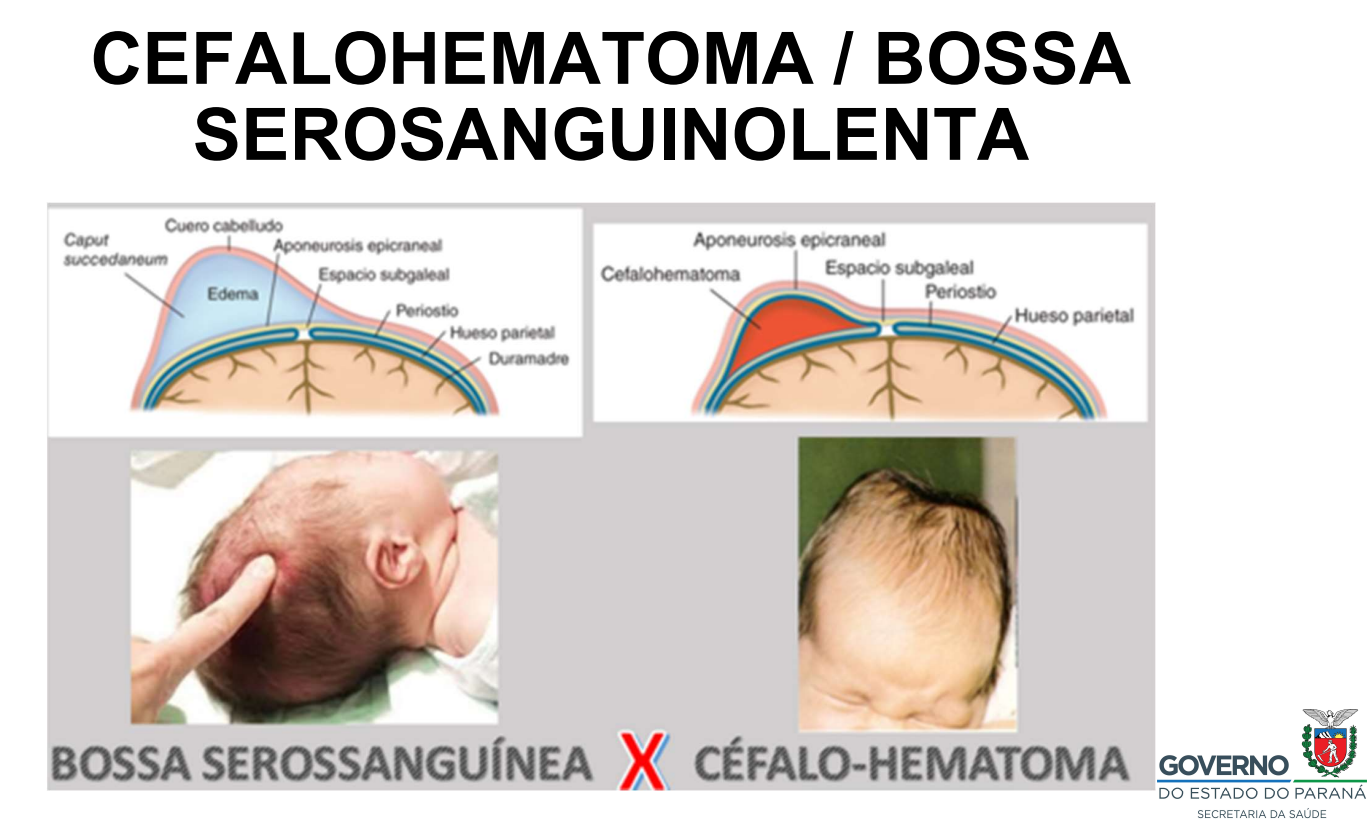 CEFALOHEMATOMA / BOSSA
SEROSANGUINOLENTA
Cuero cabelludo
Caput
succedaneum
Aponeurosis epicraneal
Espacio subgaleal
Edema
Periostio
Hueso parietal
Duramadre
Aponeurosis epicraneal
Cefalohematoma
Espacio subgaleal
Periostio
Hueso parietal
BOSSA SEROSSANGUÍNEA X CÉFALO-HEMATOMA
GOVERNO
DO ESTADO DO PARANÁ
SECRETARIA DA SAÚDE